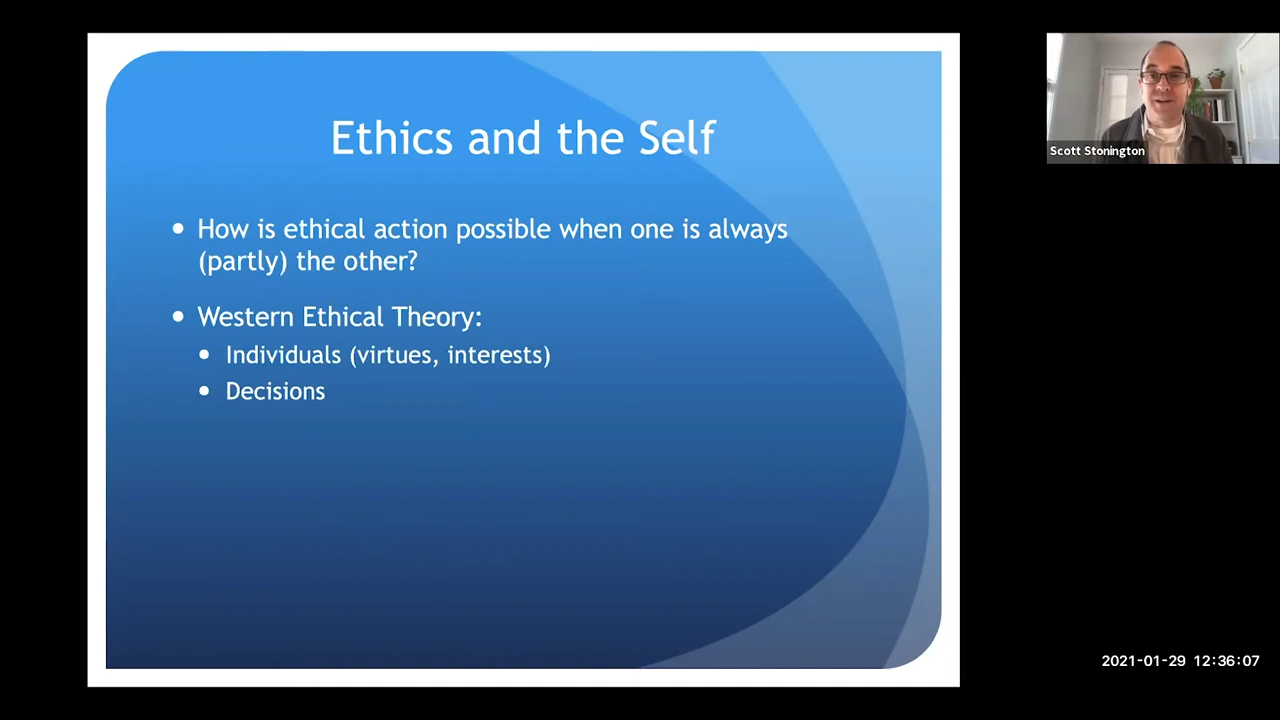 Ethics and the Self
• How is ethical action possible when one is always
(partly) the other?
• Western Ethical Theory:
• Individuals (virtues, interests)
• Decisions
Scott Stonington
2021-01-29 12:36:07